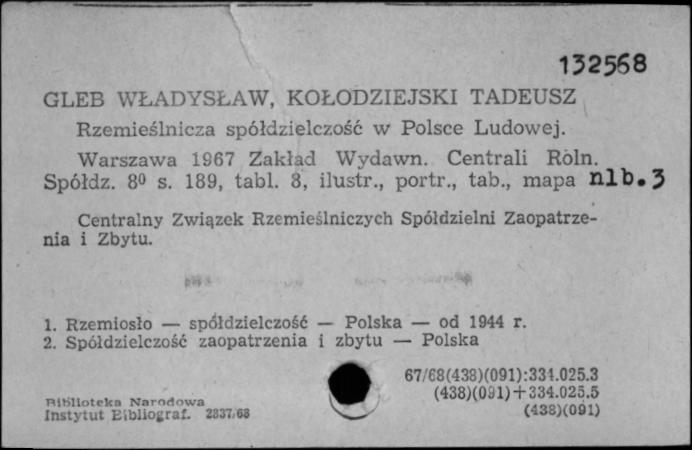 132568
GLEB WŁADYSŁAW, KOŁODZIEJSKI TADEUSZ
Rzemieślnicza spółdzielczość w Polsce Ludowej.
Warszawa 1967 Zakład Wydawn. Centrali Roln.
Spółdz. 8⁰ s. 189, tabl. 8, ilustr., portr., tab., mapa nlb. 3
Centralny Związek Rzemieślniczych Spółdzielni Zaopatrze-
nia i Zbytu.
1. Rzemiosło — spółdzielczość — Polska — od 1944 r.
2. Spółdzielczość zaopatrzenia i zbytu — Polska
67/68(438)(091):334.025.3
(438)(091)+334.025.5
(438)(091)
Biblioteka Narodowa
Instytut Bibliograf. 2837/68